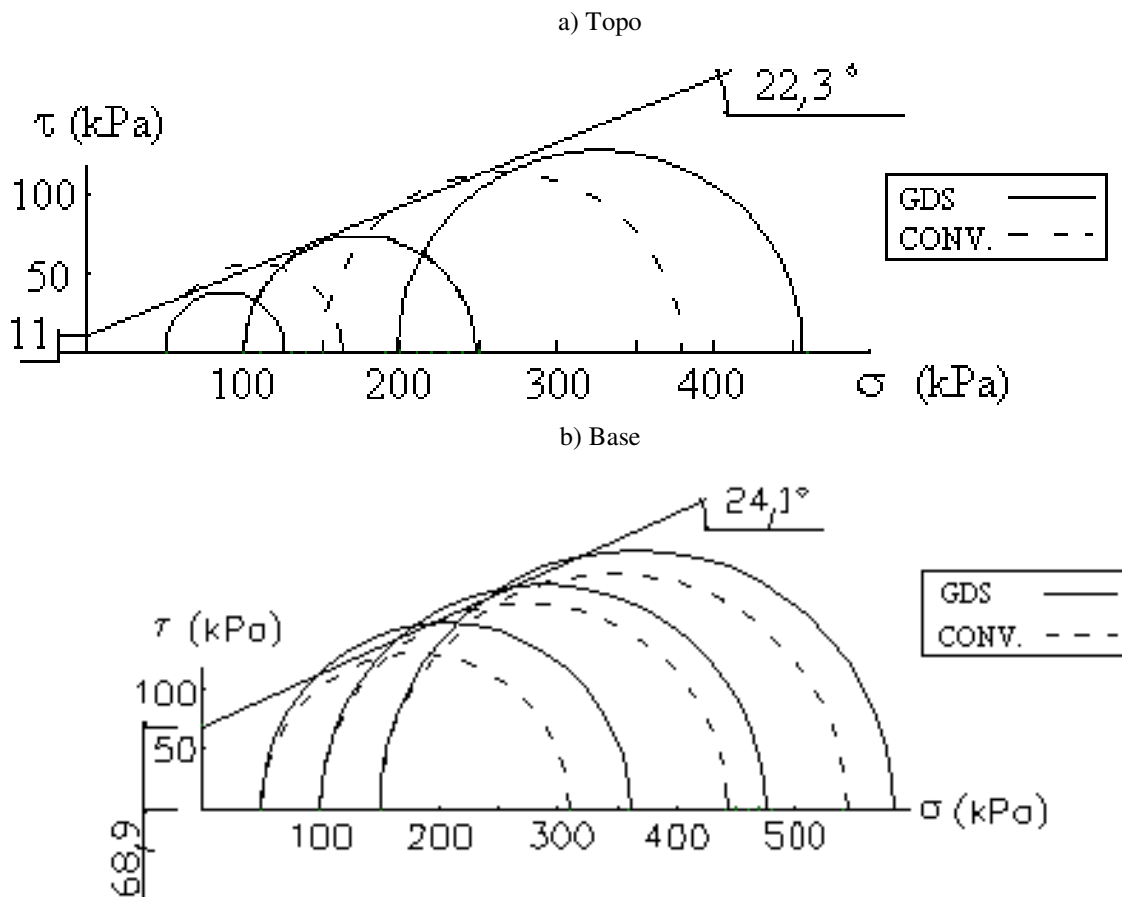 a) Topo
22,3°
τ (kPa)
100
50
11
GDS
CONV.
100 200 300 400
σ (kPa)
b) Base
24,1°
τ (kPa)
100
50
68,9
GDS
CONV.
100 200 300 400 500
σ (kPa)